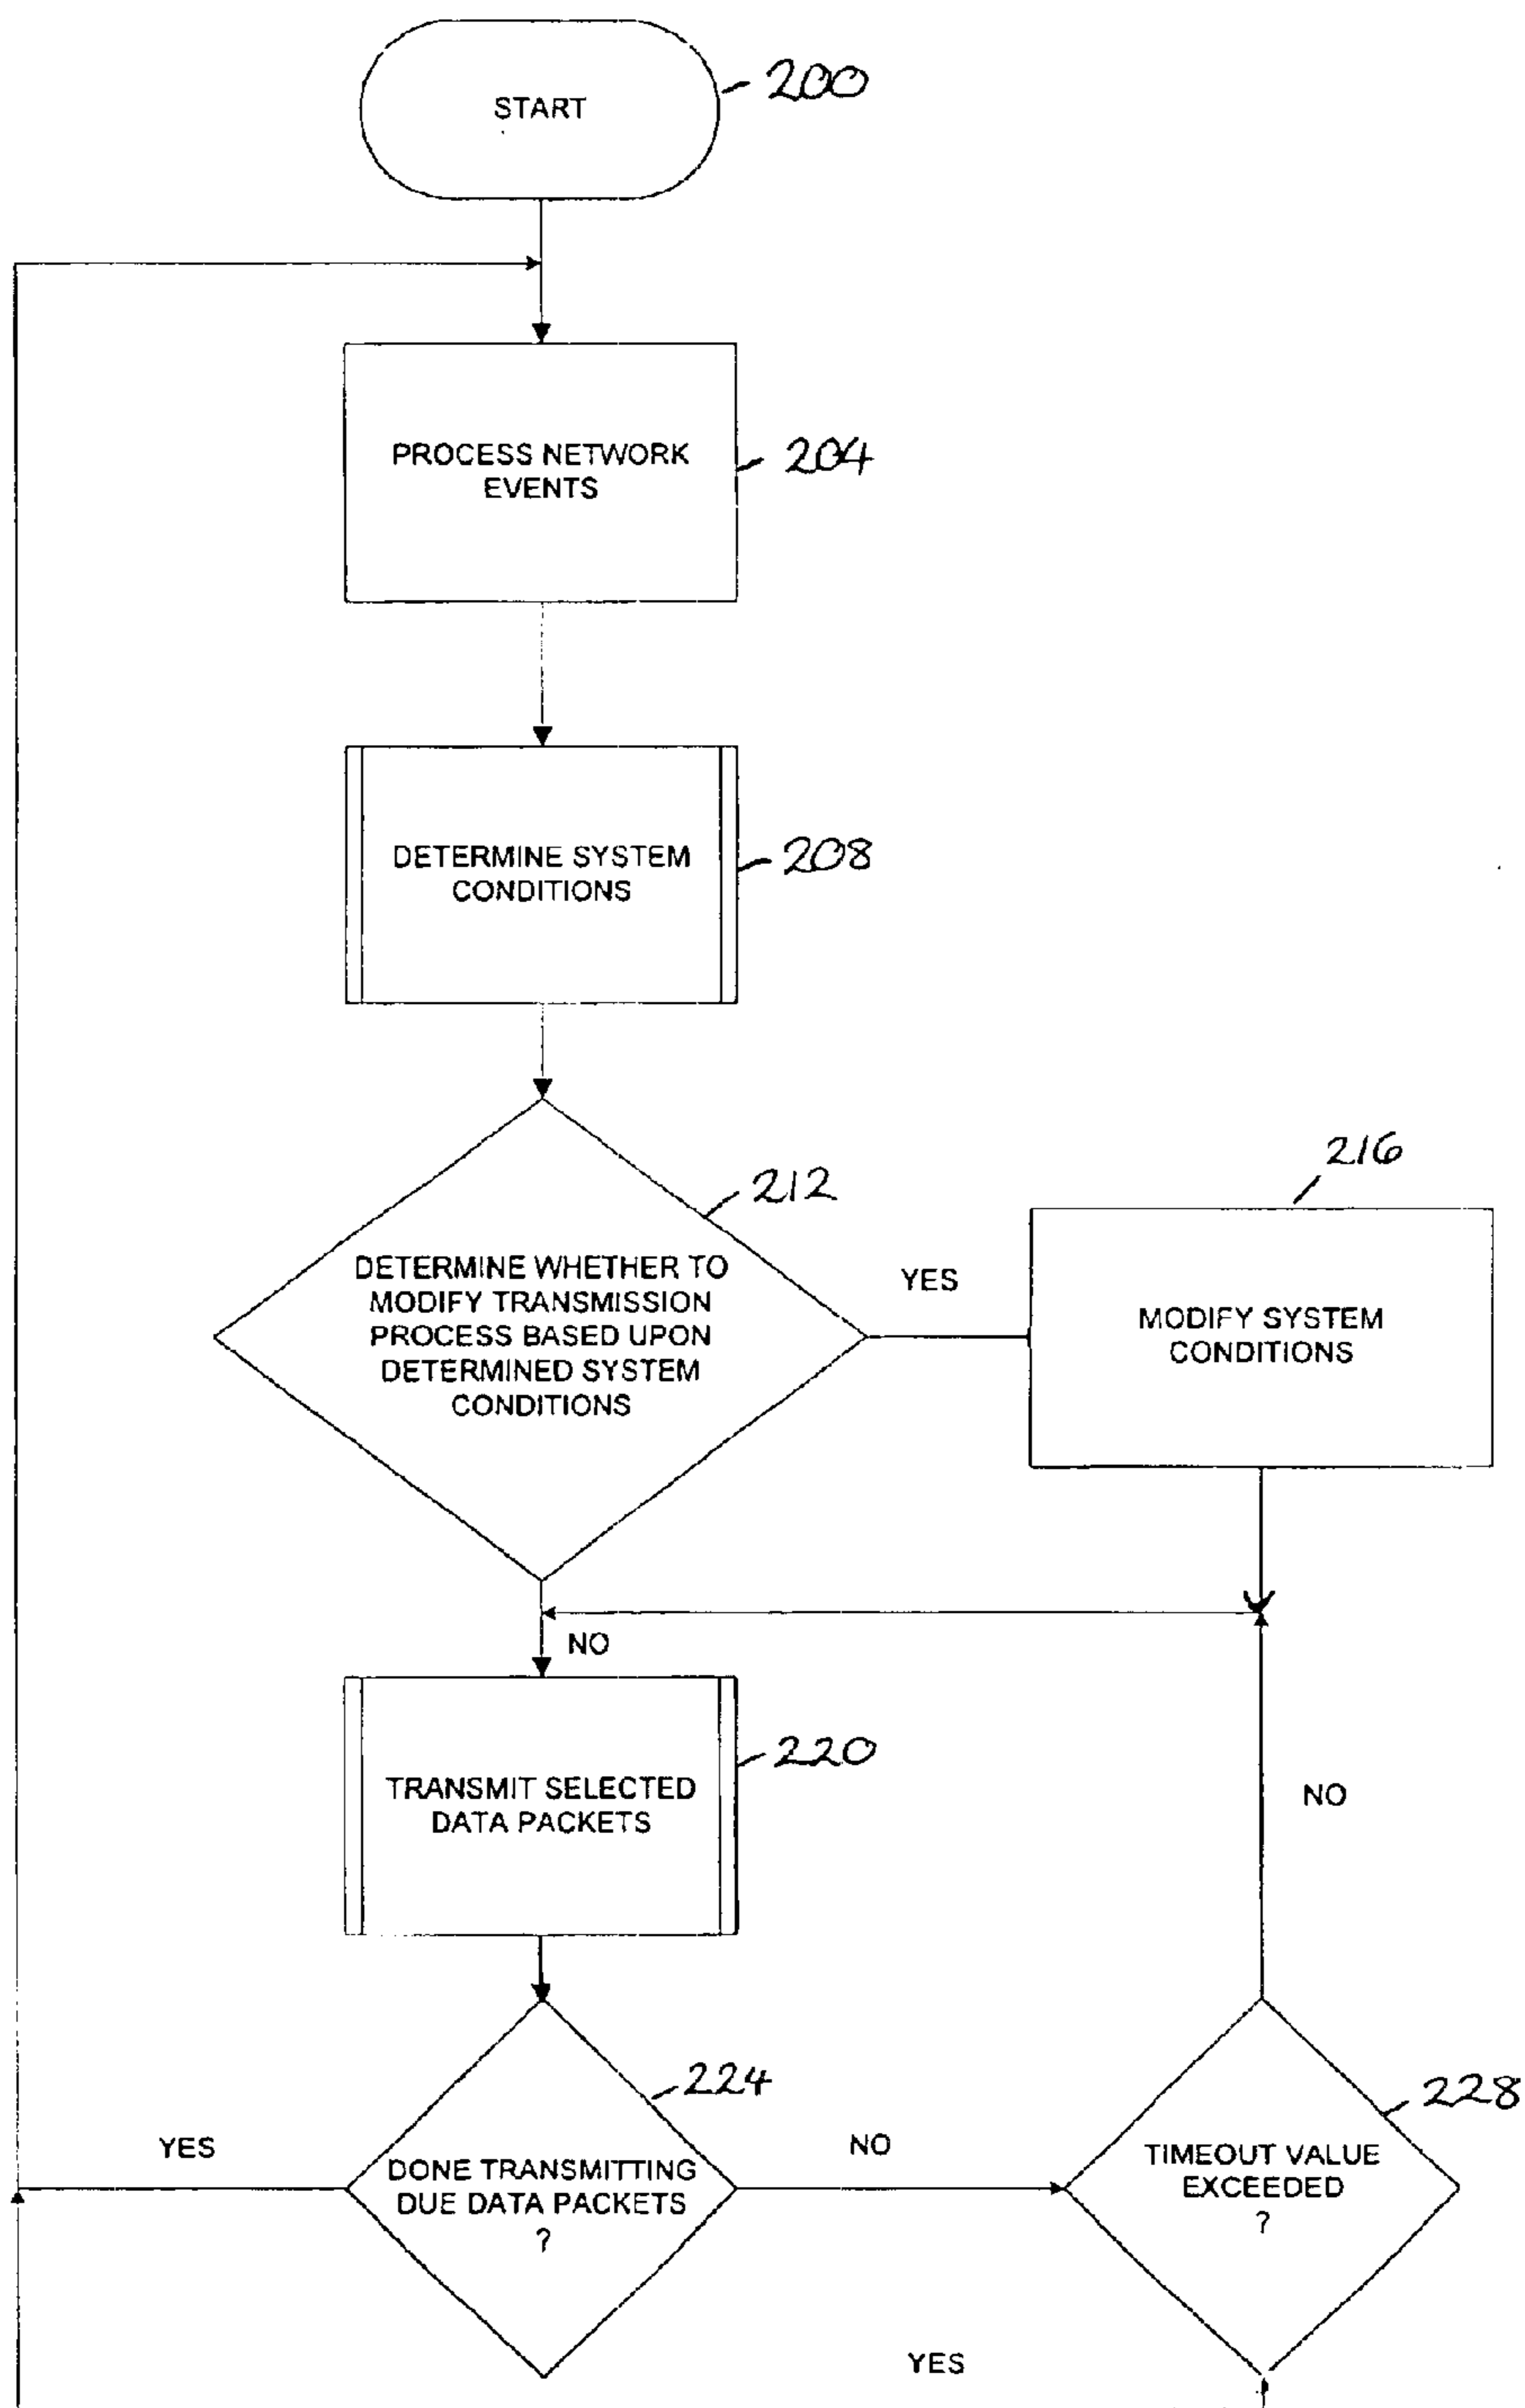 START
200
PROCESS NETWORK
EVENTS
204
DETERMINE SYSTEM
CONDITIONS
208
212
DETERMINE WHETHER TO
MODIFY TRANSMISSION
PROCESS BASED UPON
DETERMINED SYSTEM
CONDITIONS
YES
216
MODIFY SYSTEM
CONDITIONS
NO
TRANSMIT SELECTED
DATA PACKETS
220
NO
224
DONE TRANSMITTING
DUE DATA PACKETS
?
YES
NO
228
TIMEOUT VALUE
EXCEEDED
?
YES